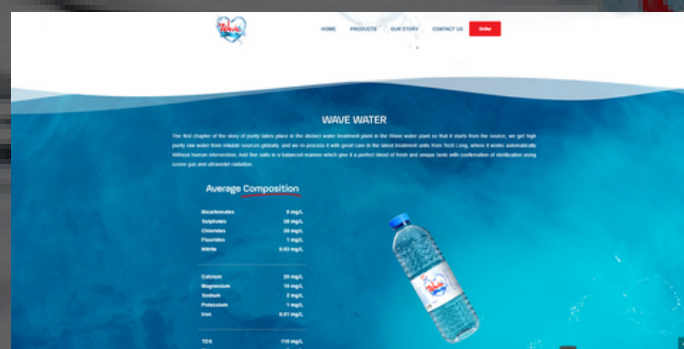 Wave
HOME PRODUCTS OUR STORY CONTACT US Order
WAVE WATER
The first chapter of the story of purity takes place in the distinct water treatment plant in the Wave water plant so that it starts from the source, we get high
purity raw water from reliable sources globally, and we re-process it with great care in the latest treatment units from Tech Long, where it works automatically
Without human intervention, Add fine salts in a balanced manner which give it a perfect blend of fresh and unique taste with confirmation of sterilization using
ozone gas and ultraviolet radiation.
Average Composition
Bicarbonates 5 mg/L
Sulphates 38 mg/L
Chlorides 35 mg/L
Fluorides 1 mg/L
Nitrite 0.03 mg/L
Calcium 20 mg/L
Magnesium 10 mg/L
Sodium 2 mg/L
Potassium 1 mg/L
Iron 0.01 mg/L
TDS 110 mg/L